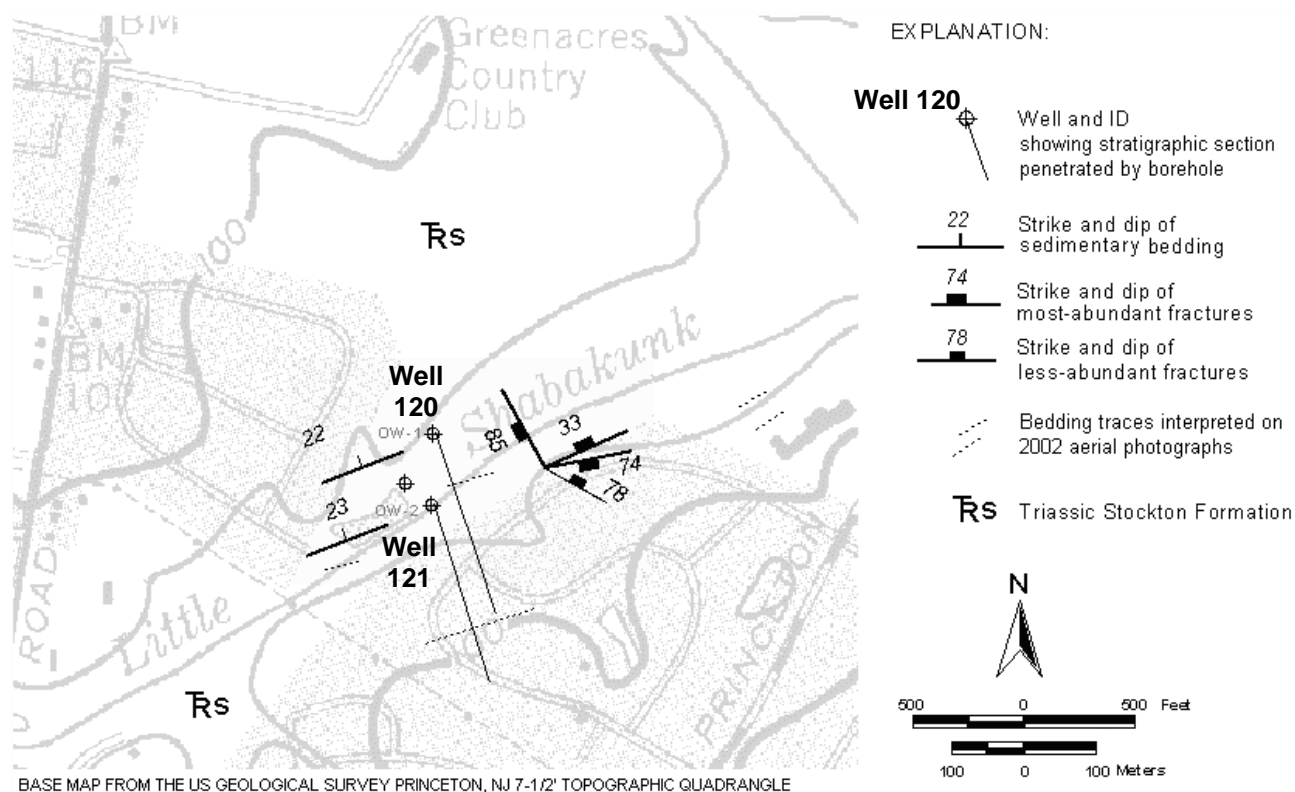 BM
116
Greenacres
Country
Club
100
TRS
BM
Well
120
OW-1
Shabakunk
22
23
85
33
74
78
OW-2
Well
121
ROAD
Little
100
PRINCETON
TRS
BASE MAP FROM THE US GEOLOGICAL SURVEY PRINCETON, NJ 7-1/2' TOPOGRAPHIC QUADRANGLE
EXPLANATION:
Well 120
Well and ID
showing stratigraphic section
penetrated by borehole
22
Strike and dip of
sedimentary bedding
74
Strike and dip of
most-abundant fractures
78
Strike and dip of
less-abundant fractures
Bedding traces interpreted on
2002 aerial photographs
TRS Triassic Stockton Formation
N
500 0 500 Feet
100 0 100 Meters